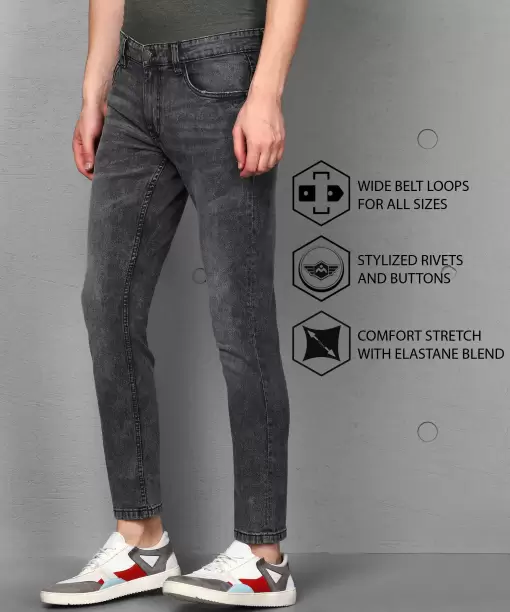 WIDE BELT LOOPS
FOR ALL SIZES
STYLIZED RIVETS
AND BUTTONS
COMFORT STRETCH
WITH ELASTANE BLEND